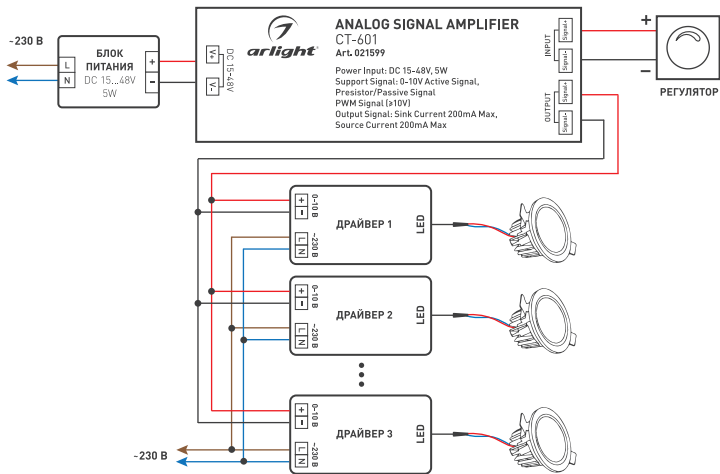 ~230 В
L
N
БЛОК
ПИТАНИЯ
DC 15...48V
5W
+
−
V+
V-
DC 15-48V
arlight®
ANALOG SIGNAL AMPLIFIER
CT-601
Art. 021599
Power Input: DC 15-48V, 5W
Support Signal: 0-10V Active Signal,
Presistor/Passive Signal
PWM Signal (≥10V)
Output Signal: Sink Current 200mA Max,
Source Current 200mA Max
INPUT
Signal+
Signal-
OUTPUT
Signal+
Signal-
+
−
РЕГУЛЯТОР
+
−
0-10 В
L
N
~230 В
ДРАЙВЕР 1
LED
+
−
0-10 В
L
N
~230 В
ДРАЙВЕР 2
LED
+
−
0-10 В
L
N
~230 В
ДРАЙВЕР 3
LED
~230 В